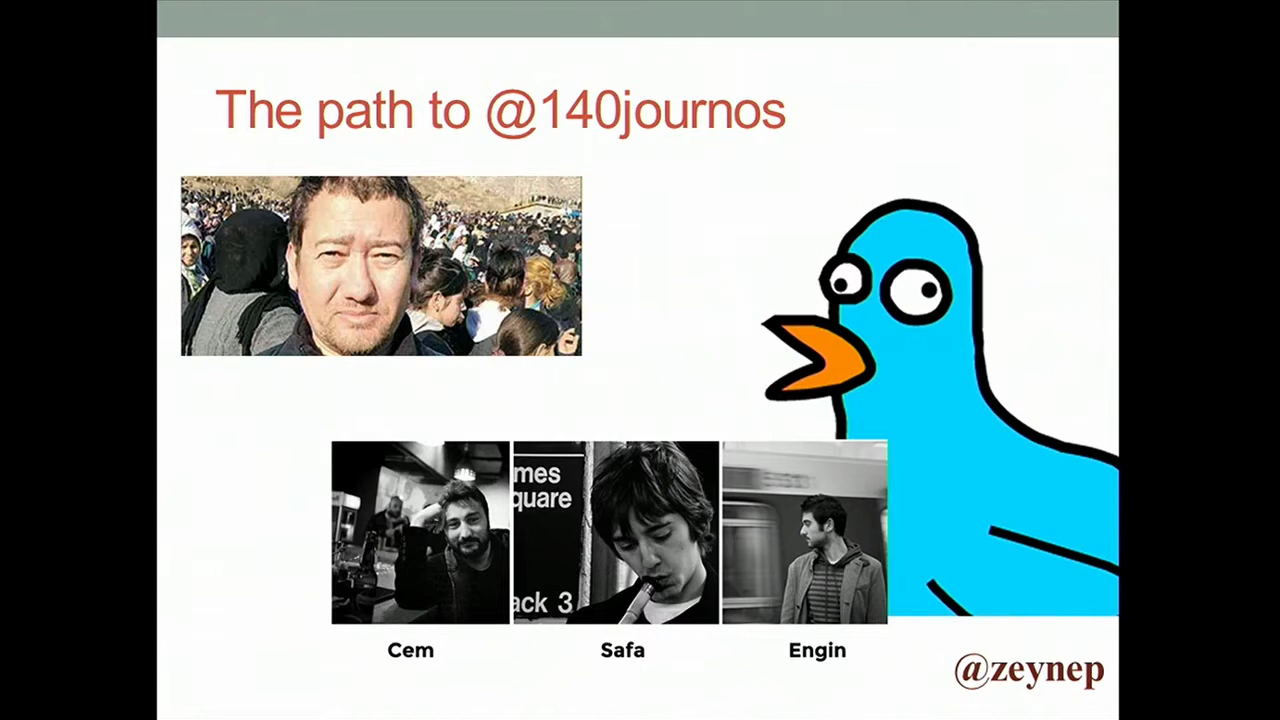 The path to @140journos
mes
quare
ack 3
Cem
Safa
Engin
@zeynep